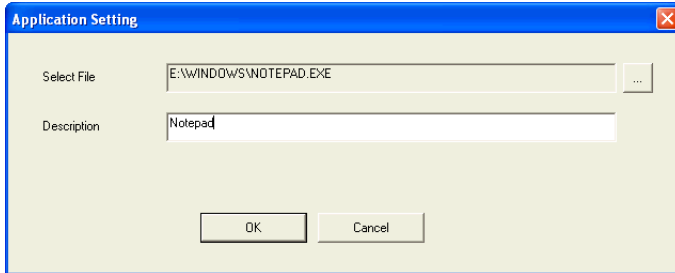 Application Setting
Select File E:\WINDOWS\NOTEPAD.EXE ...
Description Notepad
OK Cancel